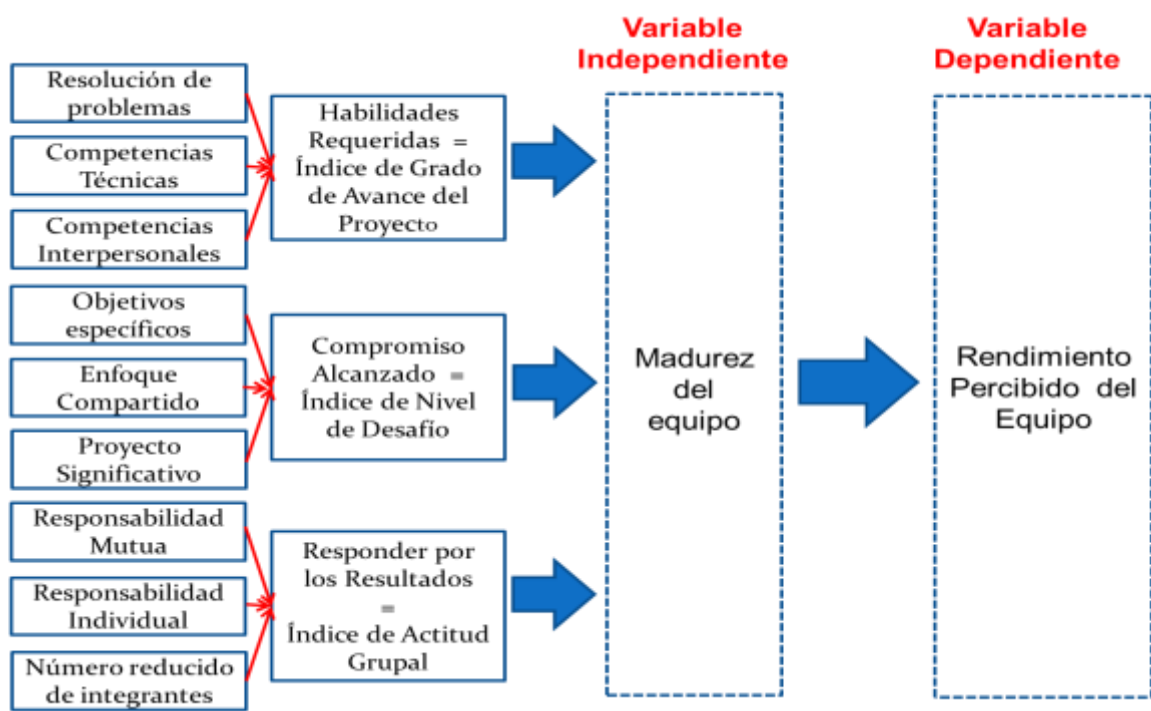 Variable
Independiente
Variable
Dependiente
Resolución de
problemas
Competencias
Técnicas
Competencias
Interpersonales
Habilidades
Requeridas =
Índice de Grado
de Avance del
Proyecto
Objetivos
específicos
Enfoque
Compartido
Proyecto
Significativo
Compromiso
Alcanzado =
Índice de Nivel
de Desafío
Responsabilidad
Mutua
Responsabilidad
Individual
Número reducido
de integrantes
Responder por
los Resultados
=
Índice de Actitud
Grupal
Madurez
del
equipo
Rendimiento
Percibido del
Equipo